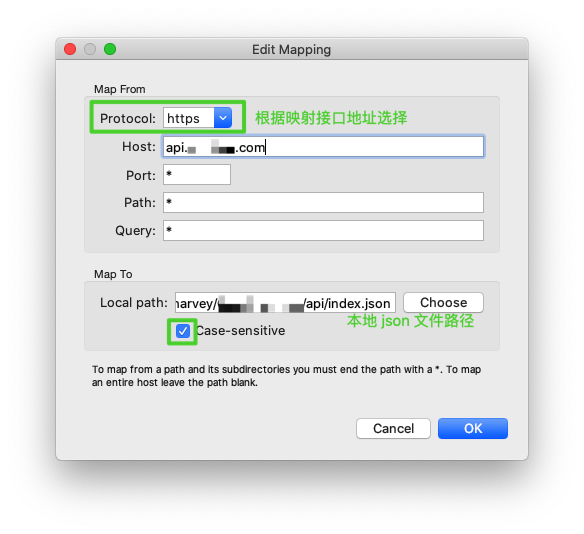 Edit Mapping
Map From
Protocol: https 根据映射接口地址选择
Host: api. .com
Port: *
Path: *
Query: *
Map To
Local path: harvey/ /api/index.json Choose
本地 json 文件路径
Case-sensitive
To map from a path and its subdirectories you must end the path with a *. To map
an entire host leave the path blank.
Cancel OK